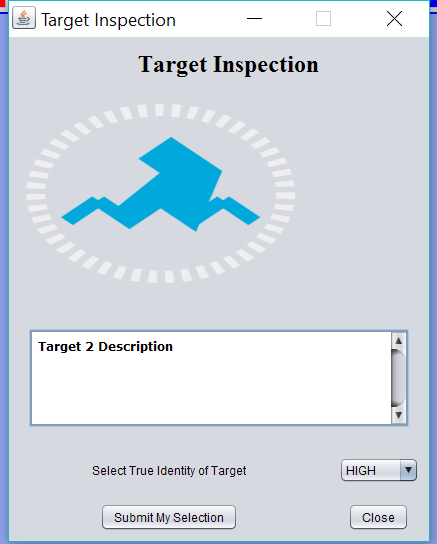 Target Inspection
Target Inspection
Target 2 Description
Select True Identity of Target HIGH
Submit My Selection Close